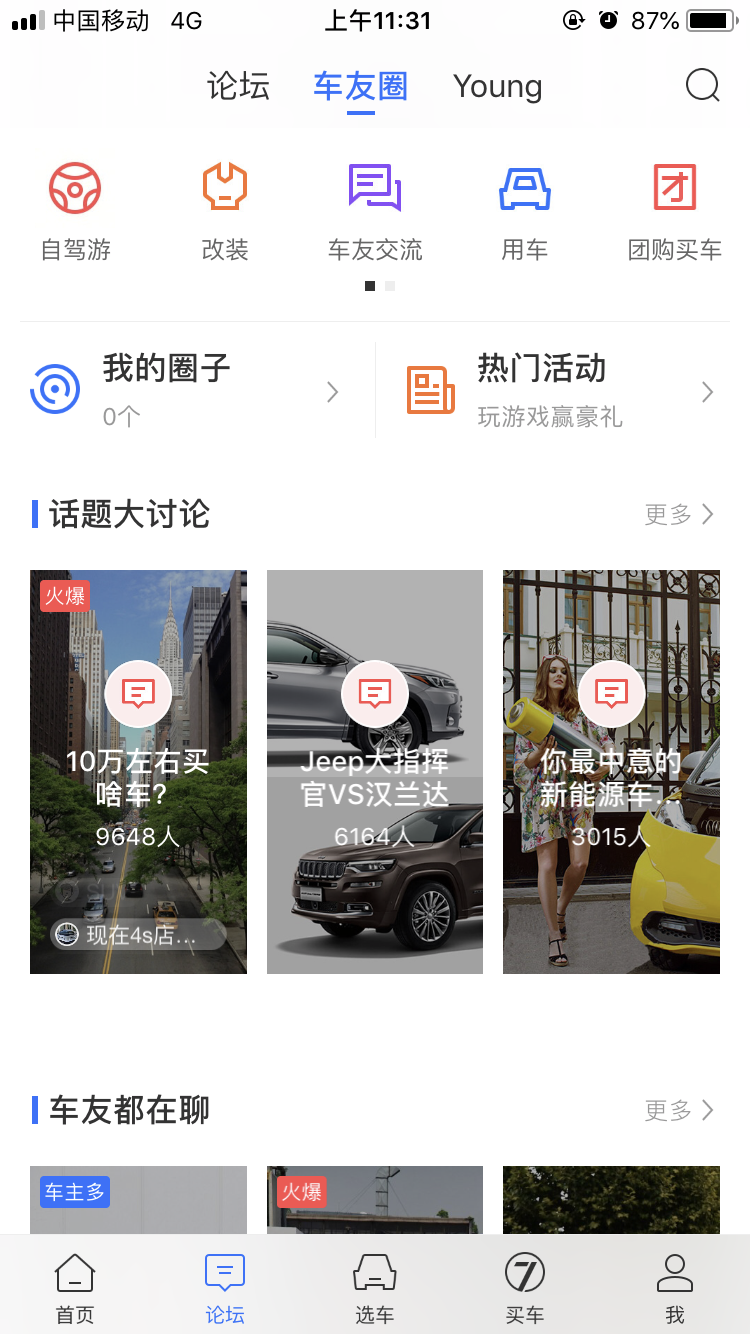 中国移动 4G 上午11:31 87%
论坛 车友圈 Young
自驾游 改装 车友交流 用车 团购买车
我的圈子 热门活动
0个 玩游戏赢豪礼
话题大讨论 更多
火爆
10万左右买 Jeep大指挥 你最中意的
啥车? 官VS汉兰达 新能源车...
9648人 6164人 3015人
现在4s店...
车友都在聊 更多
车主多 火爆
首页 论坛 选车 买车 我